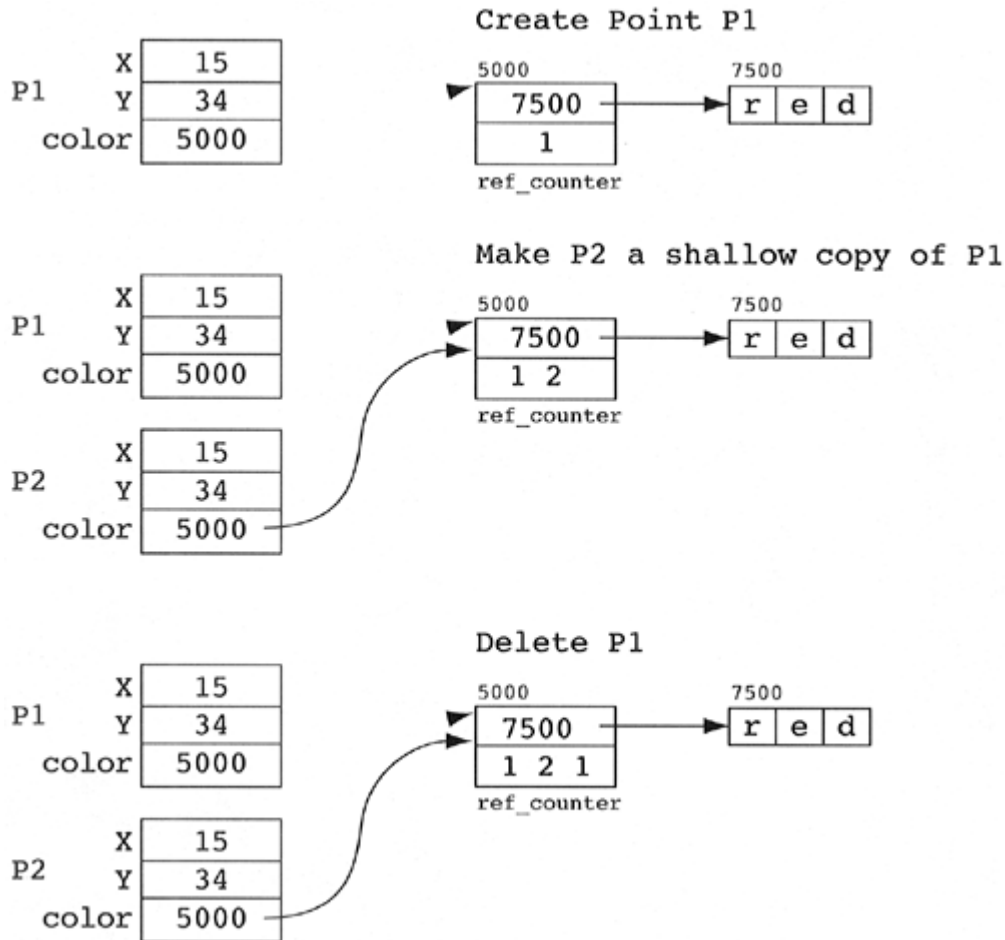 Create Point P1
P1
X 15
Y 34
color 5000
5000
7500
1
ref_counter
7500
r e d
Make P2 a shallow copy of P1
P1
X 15
Y 34
color 5000
P2
X 15
Y 34
color 5000
5000
7500
1 2
ref_counter
7500
r e d
Delete P1
P1
X 15
Y 34
color 5000
P2
X 15
Y 34
color 5000
5000
7500
1 2 1
ref_counter
7500
r e d